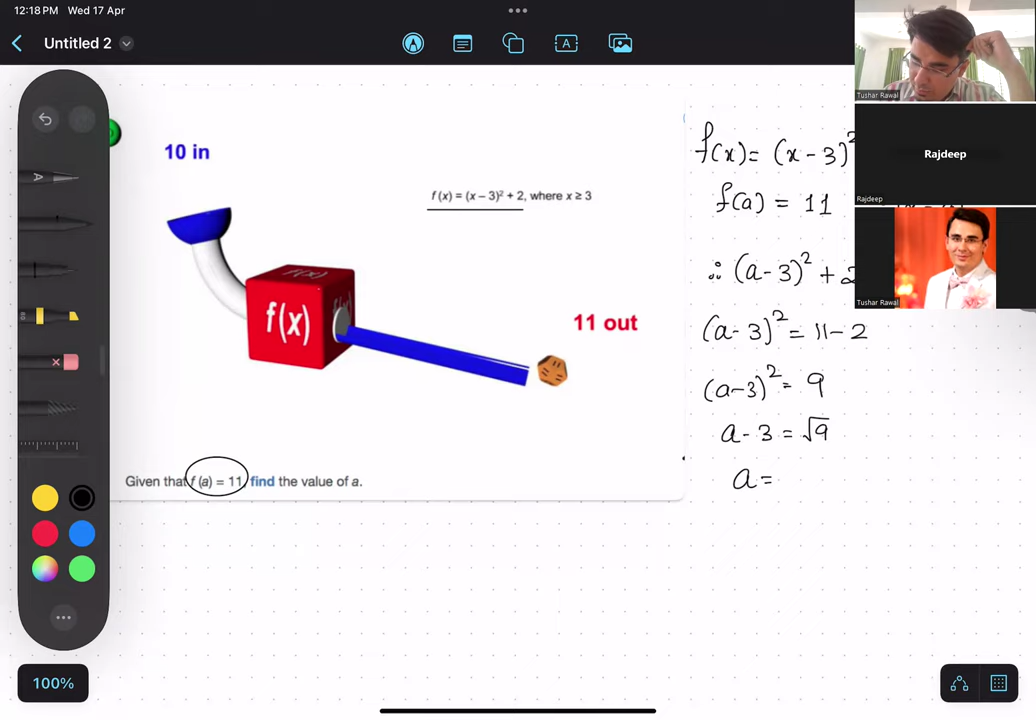 12:18 PM Wed 17 Apr
Untitled 2
A
Tushar Rawal
10 in
f (x) = (x – 3)² + 2, where x ≥ 3
f(x)
f(x)
11 out
Given that f (a) = 11, find the value of a.
f(x) = (x - 3)²
f(a) = 11
∴ (a - 3)² + 2
(a - 3)² = 11 - 2
(a - 3)² = 9
a - 3 = √9
a =
Rajdeep
Rajdeep
Tushar Rawal
100%